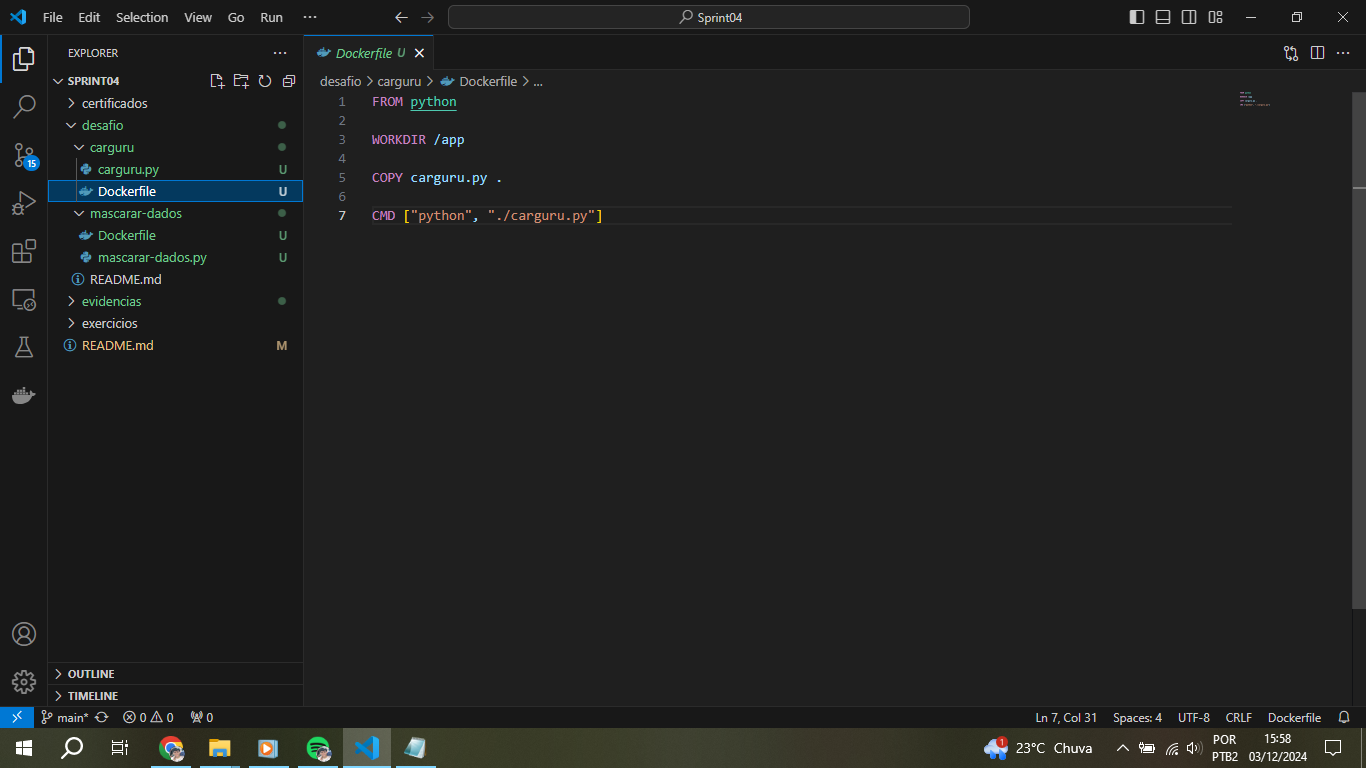 File Edit Selection View Go Run ···
Sprint04
EXPLORER ···
SPRINT04
certificados
desafio
carguru
carguru.py U
Dockerfile U
mascarar-dados
Dockerfile U
mascarar-dados.py U
README.md
evidencias
exercicios
README.md M
OUTLINE
TIMELINE
15
Dockerfile U
desafio > carguru > Dockerfile > ...
1 FROM python
2
3 WORKDIR /app
4
5 COPY carguru.py .
6
7 CMD ["python", "./carguru.py"]
main* 0 0 0
Ln 7, Col 31 Spaces: 4 UTF-8 CRLF Dockerfile
1 23°C Chuva
POR
PTB2
15:58
03/12/2024